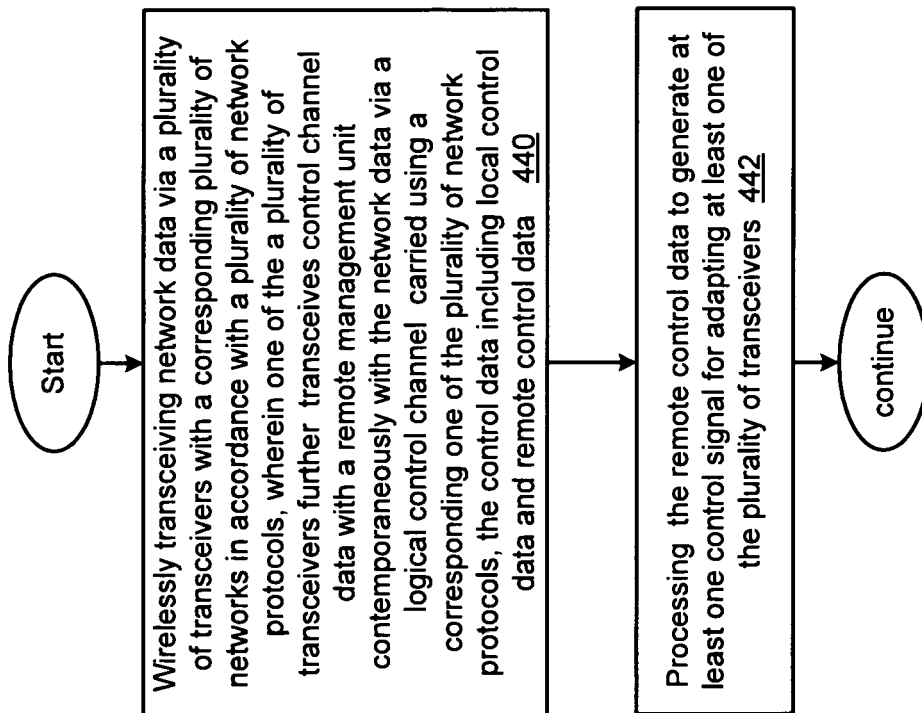 Start
Wirelessly transceiving network data via a plurality
of transceivers with a corresponding plurality of
networks in accordance with a plurality of network
protocols, wherein one of the a plurality of
transceivers further transceives control channel
data with a remote management unit
contemporaneously with the network data via a
logical control channel carried using a
corresponding one of the plurality of network
protocols, the control data including local control
data and remote control data 440
Processing the remote control data to generate at
least one control signal for adapting at least one of
the plurality of transceivers 442
continue